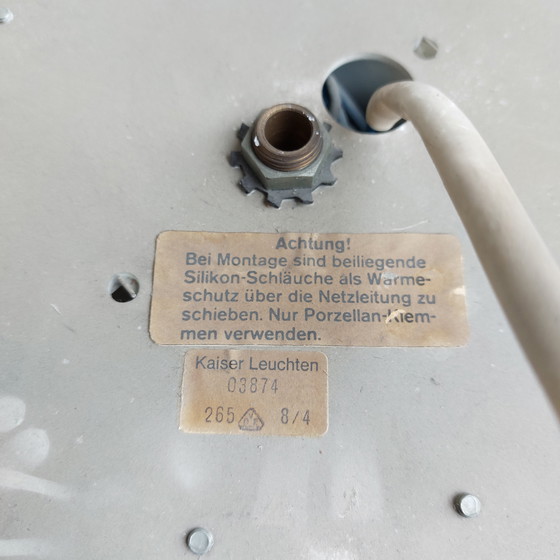 Achtung!
Bei Montage sind beiliegende
Silikon-Schläuche als Wärme-
schutz über die Netzleitung zu
schieben. Nur Porzellan-Klem-
men verwenden.
Kaiser Leuchten
03874
265 8/4